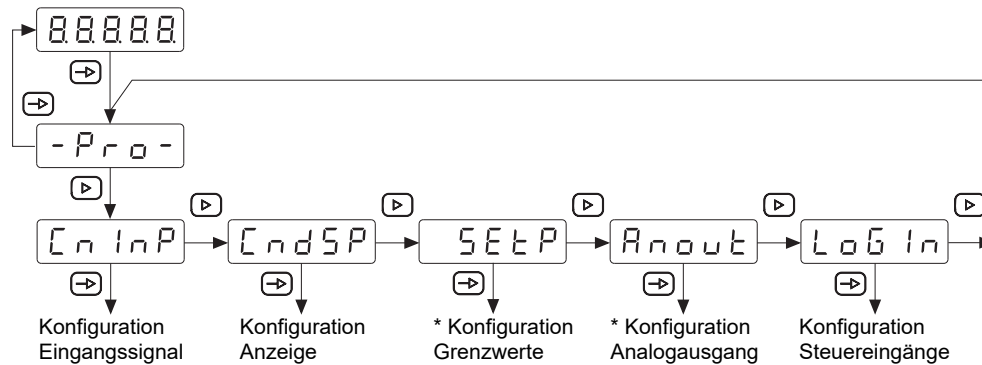 8.8.8.8.8.
-Pro-
CnInP
CndSP
SEtP
Anout
LoGIn
Konfiguration
Eingangssignal
Konfiguration
Anzeige
* Konfiguration
Grenzwerte
* Konfiguration
Analogausgang
Konfiguration
Steuereingänge